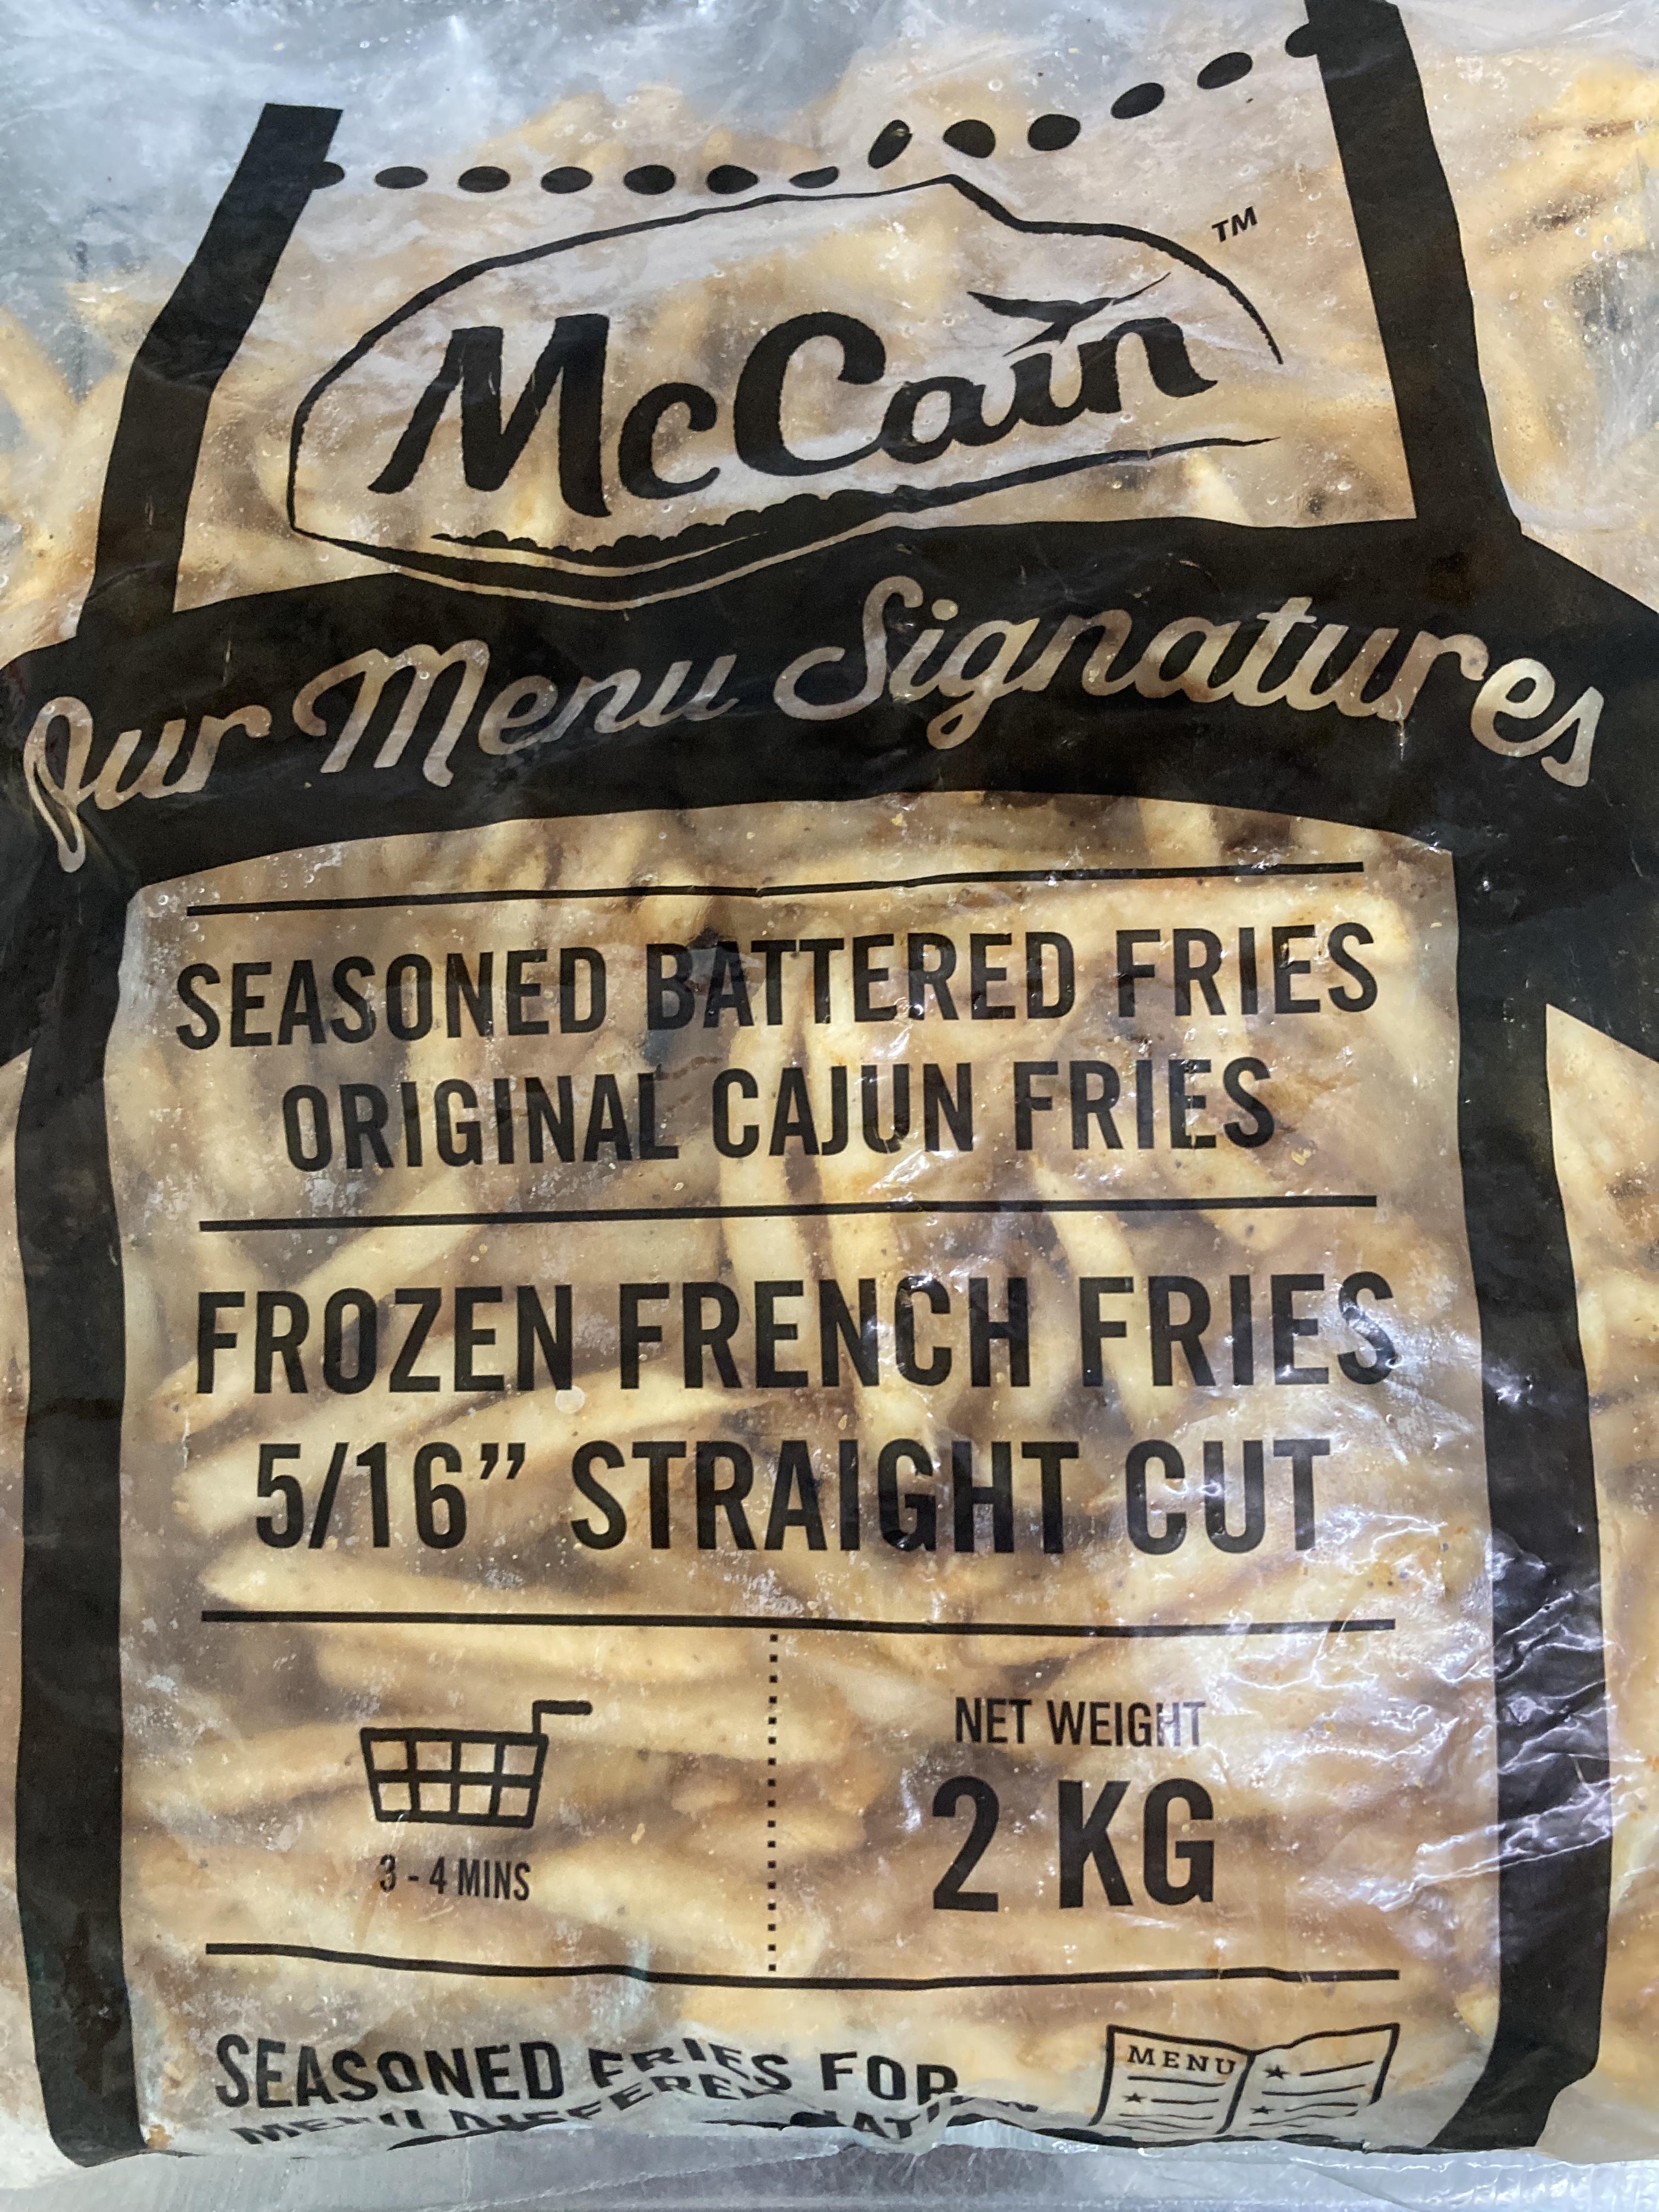 McCain
TM
Our Menu Signatures
SEASONED BATTERED FRIES
ORIGINAL CAJUN FRIES
FROZEN FRENCH FRIES
5/16” STRAIGHT CUT
3 - 4 MINS
NET WEIGHT
2 KG
SEASONED FRIES FOR
MENU